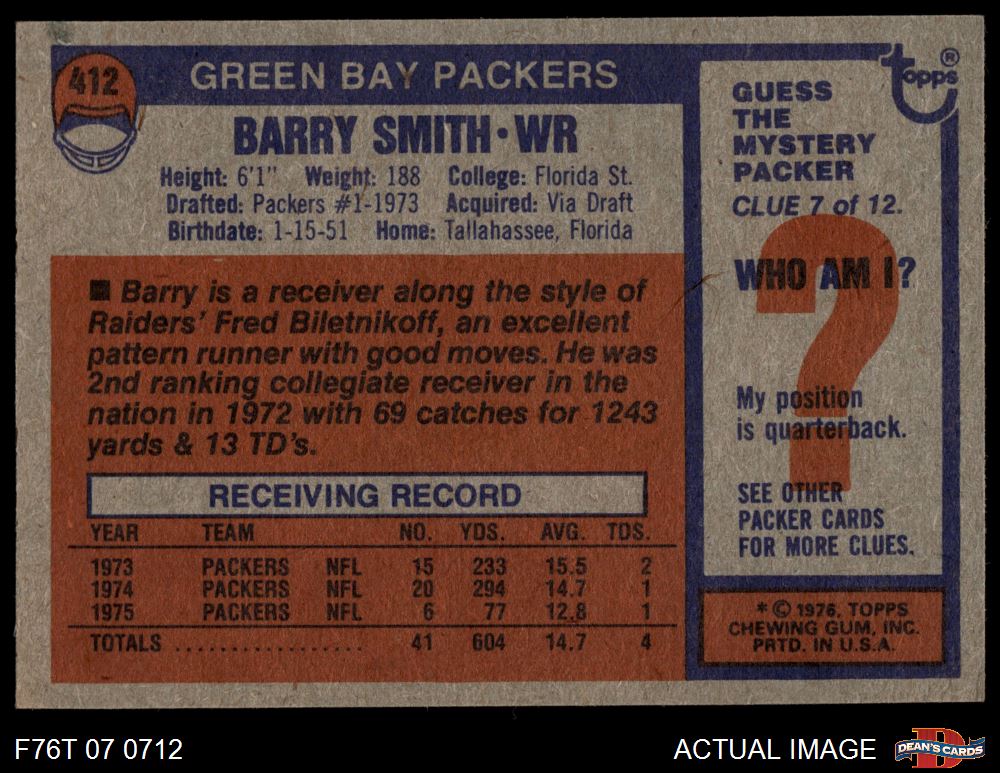 412
GREEN BAY PACKERS
BARRY SMITH • WR
Height: 6'1" Weight: 188 College: Florida St.
Drafted: Packers #1-1973 Acquired: Via Draft
Birthdate: 1-15-51 Home: Tallahassee, Florida
■ Barry is a receiver along the style of
Raiders' Fred Biletnikoff, an excellent
pattern runner with good moves. He was
2nd ranking collegiate receiver in the
nation in 1972 with 69 catches for 1243
yards & 13 TD's.
RECEIVING RECORD
YEAR TEAM NO. YDS. AVG. TDS.
1973 PACKERS NFL 15 233 15.5 2
1974 PACKERS NFL 20 294 14.7 1
1975 PACKERS NFL 6 77 12.8 1
TOTALS .................. 41 604 14.7 4
topps®
GUESS
THE
MYSTERY
PACKER
CLUE 7 of 12.
WHO AM I?
?
My position
is quarterback.
SEE OTHER
PACKER CARDS
FOR MORE CLUES.
* © 1976, TOPPS
CHEWING GUM, INC.
PRTD. IN U.S.A.
F76T 07 0712
ACTUAL IMAGE
D
DEAN'S CARDS